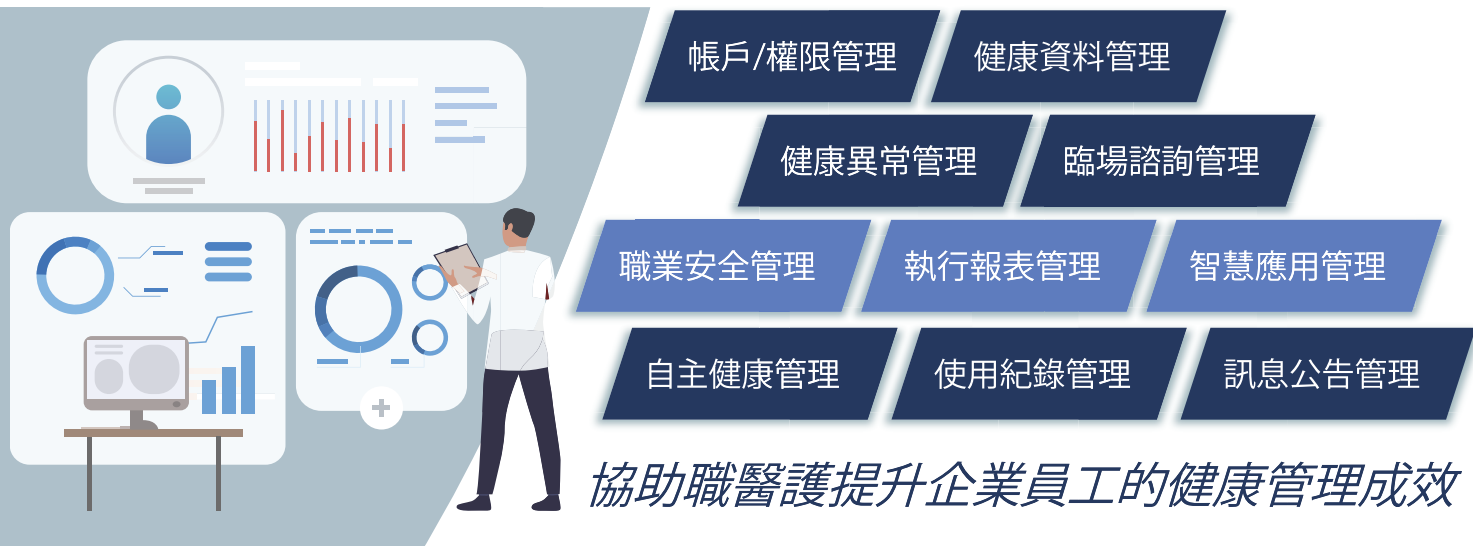 帳戶/權限管理 健康資料管理
健康異常管理 臨場諮詢管理
職業安全管理 執行報表管理 智慧應用管理
自主健康管理 使用紀錄管理 訊息公告管理
協助職醫護提升企業員工的健康管理成效